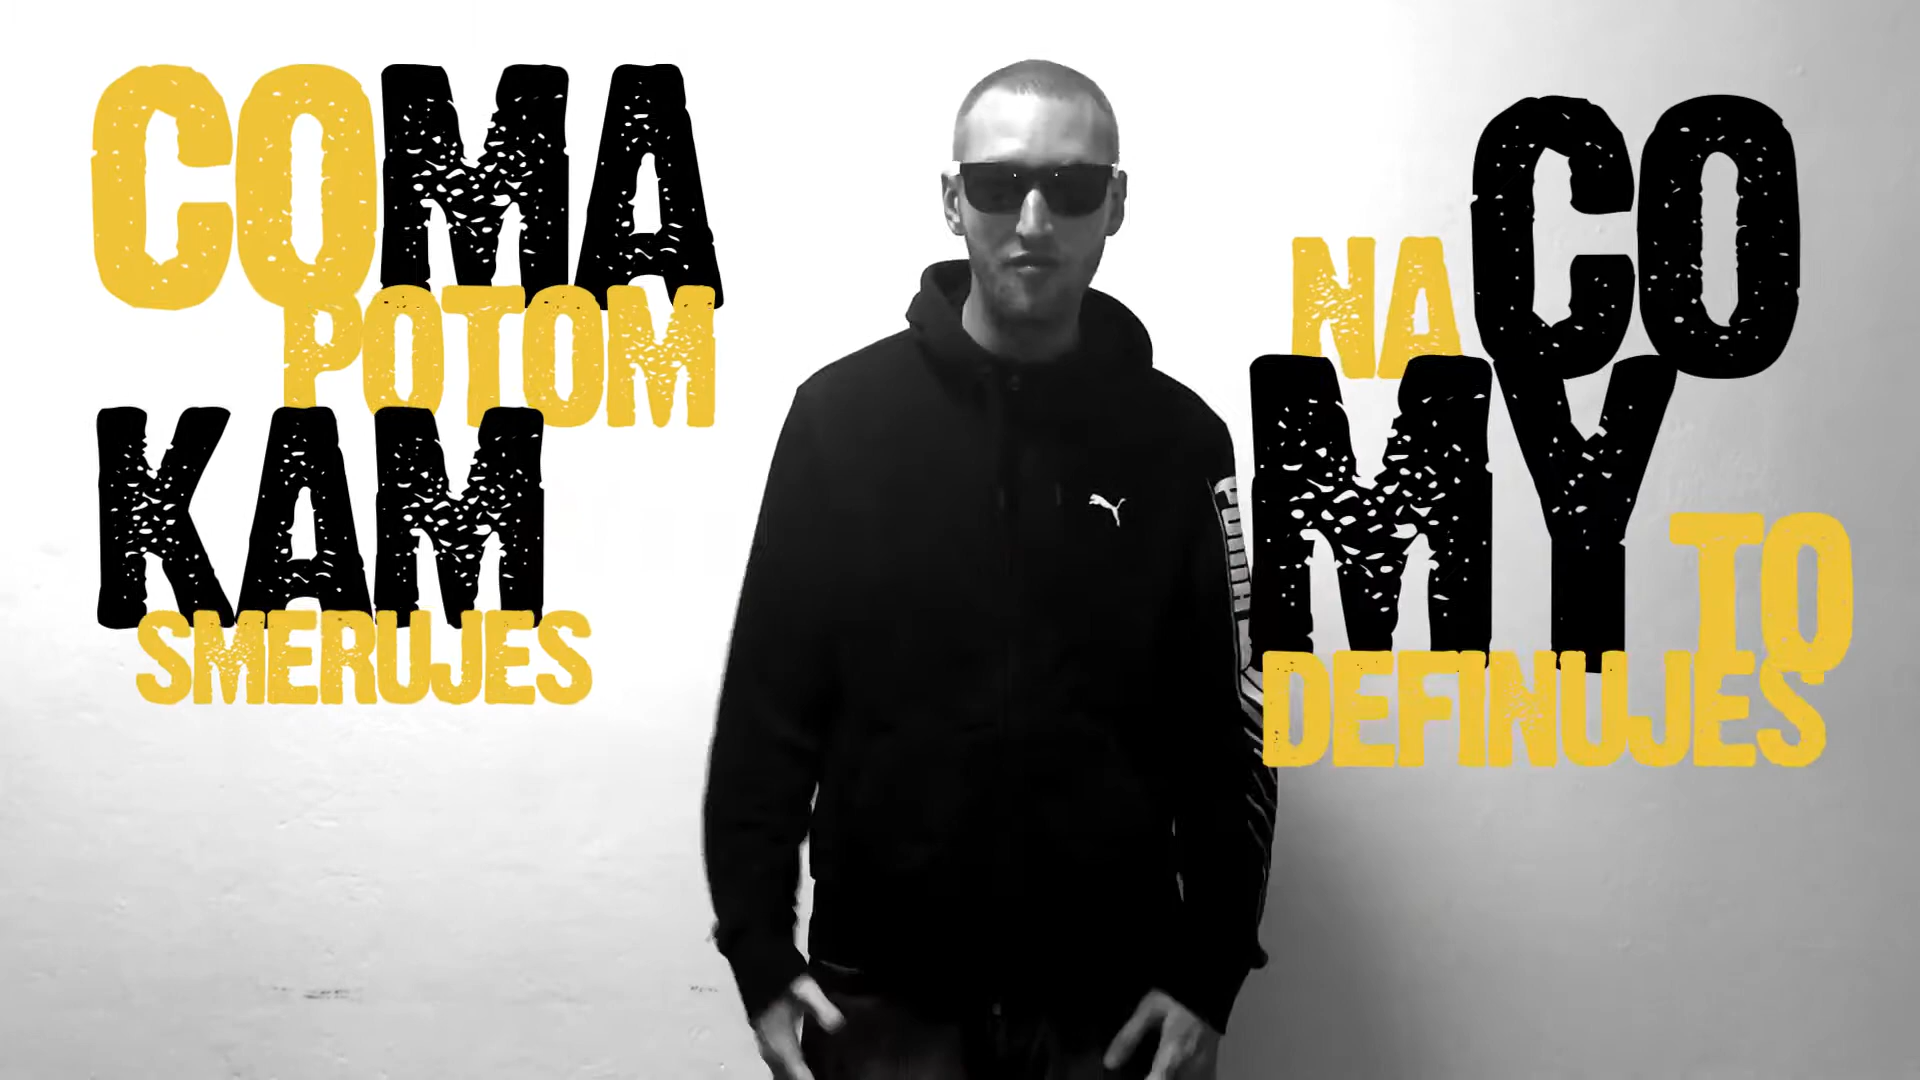 COMA
POTOM
KAM
SMERUJES
NA CO
MY TO
DEFINUJES